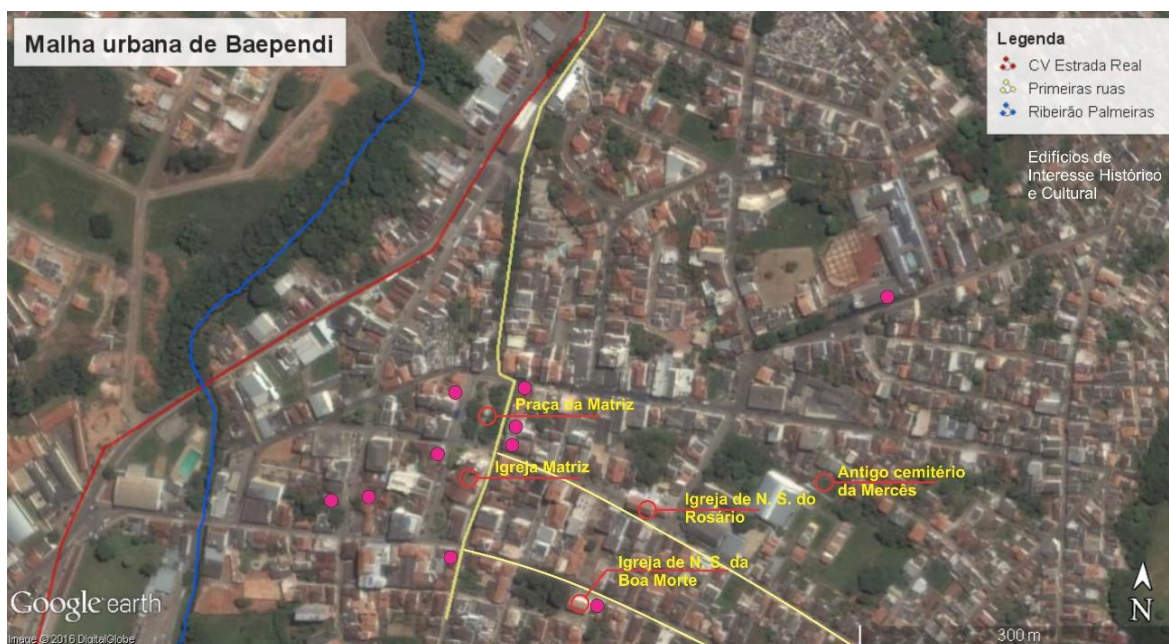 Malha urbana de Baependi
Legenda
CV Estrada Real
Primeiras ruas
Ribeirão Palmeiras
Edifícios de
Interesse Histórico
e Cultural
Praça da Matriz
Igreja Matriz
Antigo cemitério
da Mercês
Igreja de N. S. do
Rosário
Igreja de N. S. da
Boa Morte
Google earth
N
Image © 2016 DigitalGlobe
300 m